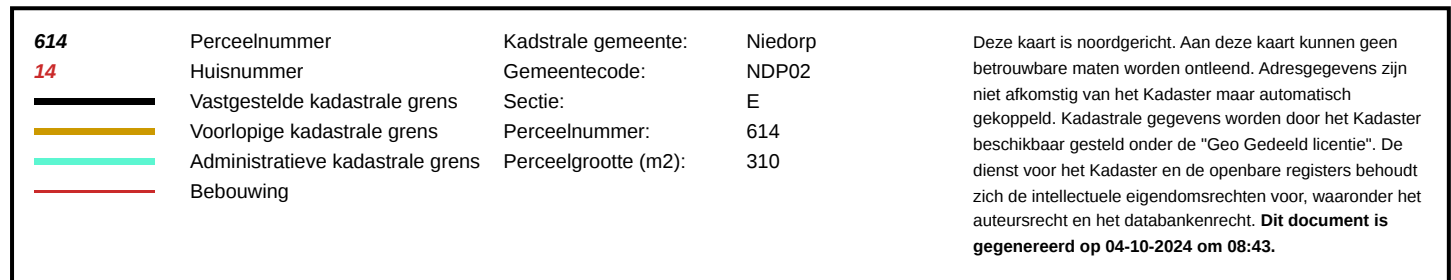 614 Perceelnummer Kadstrale gemeente: Niedorp
14 Huisnummer Gemeentecode: NDP02
Vastgestelde kadastrale grens Sectie: E
Voorlopige kadastrale grens Perceelnummer: 614
Administratieve kadastrale grens Perceelgrootte (m2): 310
Bebouwing
Deze kaart is noordgericht. Aan deze kaart kunnen geen
betrouwbare maten worden ontleend. Adresgegevens zijn
niet afkomstig van het Kadaster maar automatisch
gekoppeld. Kadastrale gegevens worden door het Kadaster
beschikbaar gesteld onder de "Geo Gedeeld licentie". De
dienst voor het Kadaster en de openbare registers behoudt
zich de intellectuele eigendomsrechten voor, waaronder het
auteursrecht en het databankenrecht. Dit document is
gegenereerd op 04-10-2024 om 08:43.